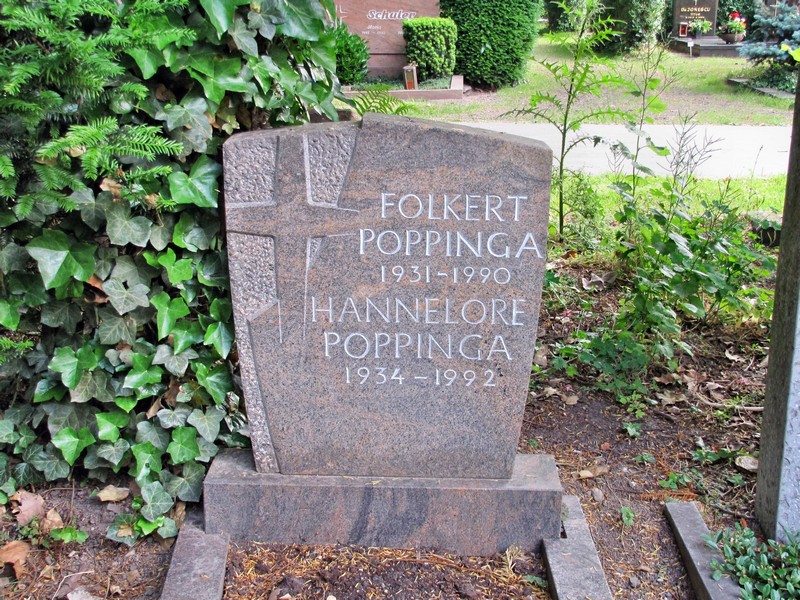 Schuler
FOLKERT
POPPINGA
1931-1990
HANNELORE
POPPINGA
1934-1992